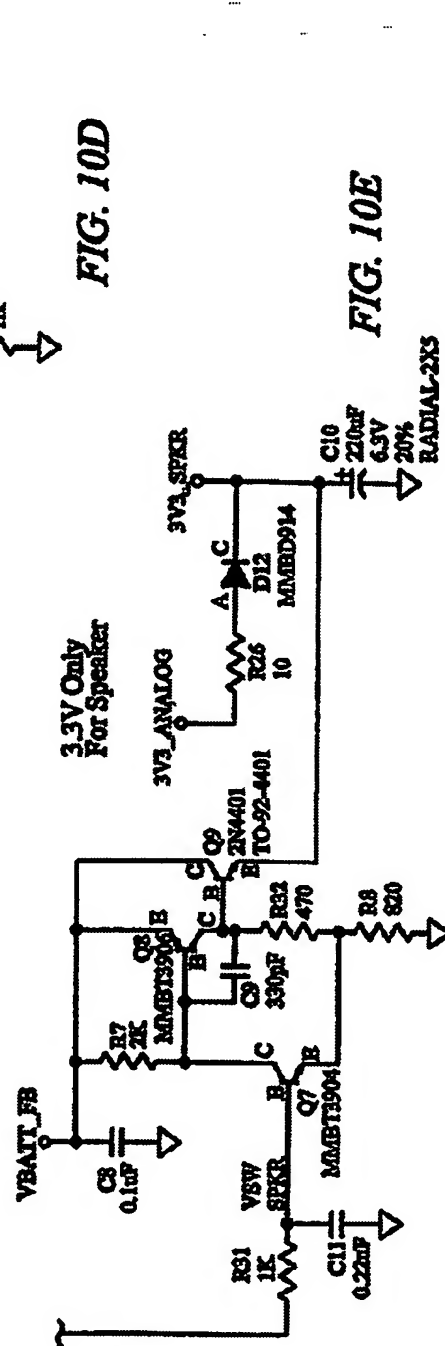 FIG. 10D
3.3V Only
For Speaker
3V3_ANALOG
3V3_SPKR
R26
10
A
C
D12
MMBD914
C10
220uF
6.3V
20%
RADIAL-2X5
FIG. 10E
VBATT_FB
C8
0.1uF
R7
2K
Q8
MMBT3906
E
B
C
C9
330pF
C
B
E
Q9
2N4401
TO-92-4401
R32
470
R8
820
C
B
E
Q7
MMBT3904
VSW
SPKR
R31
1K
C11
0.22uF